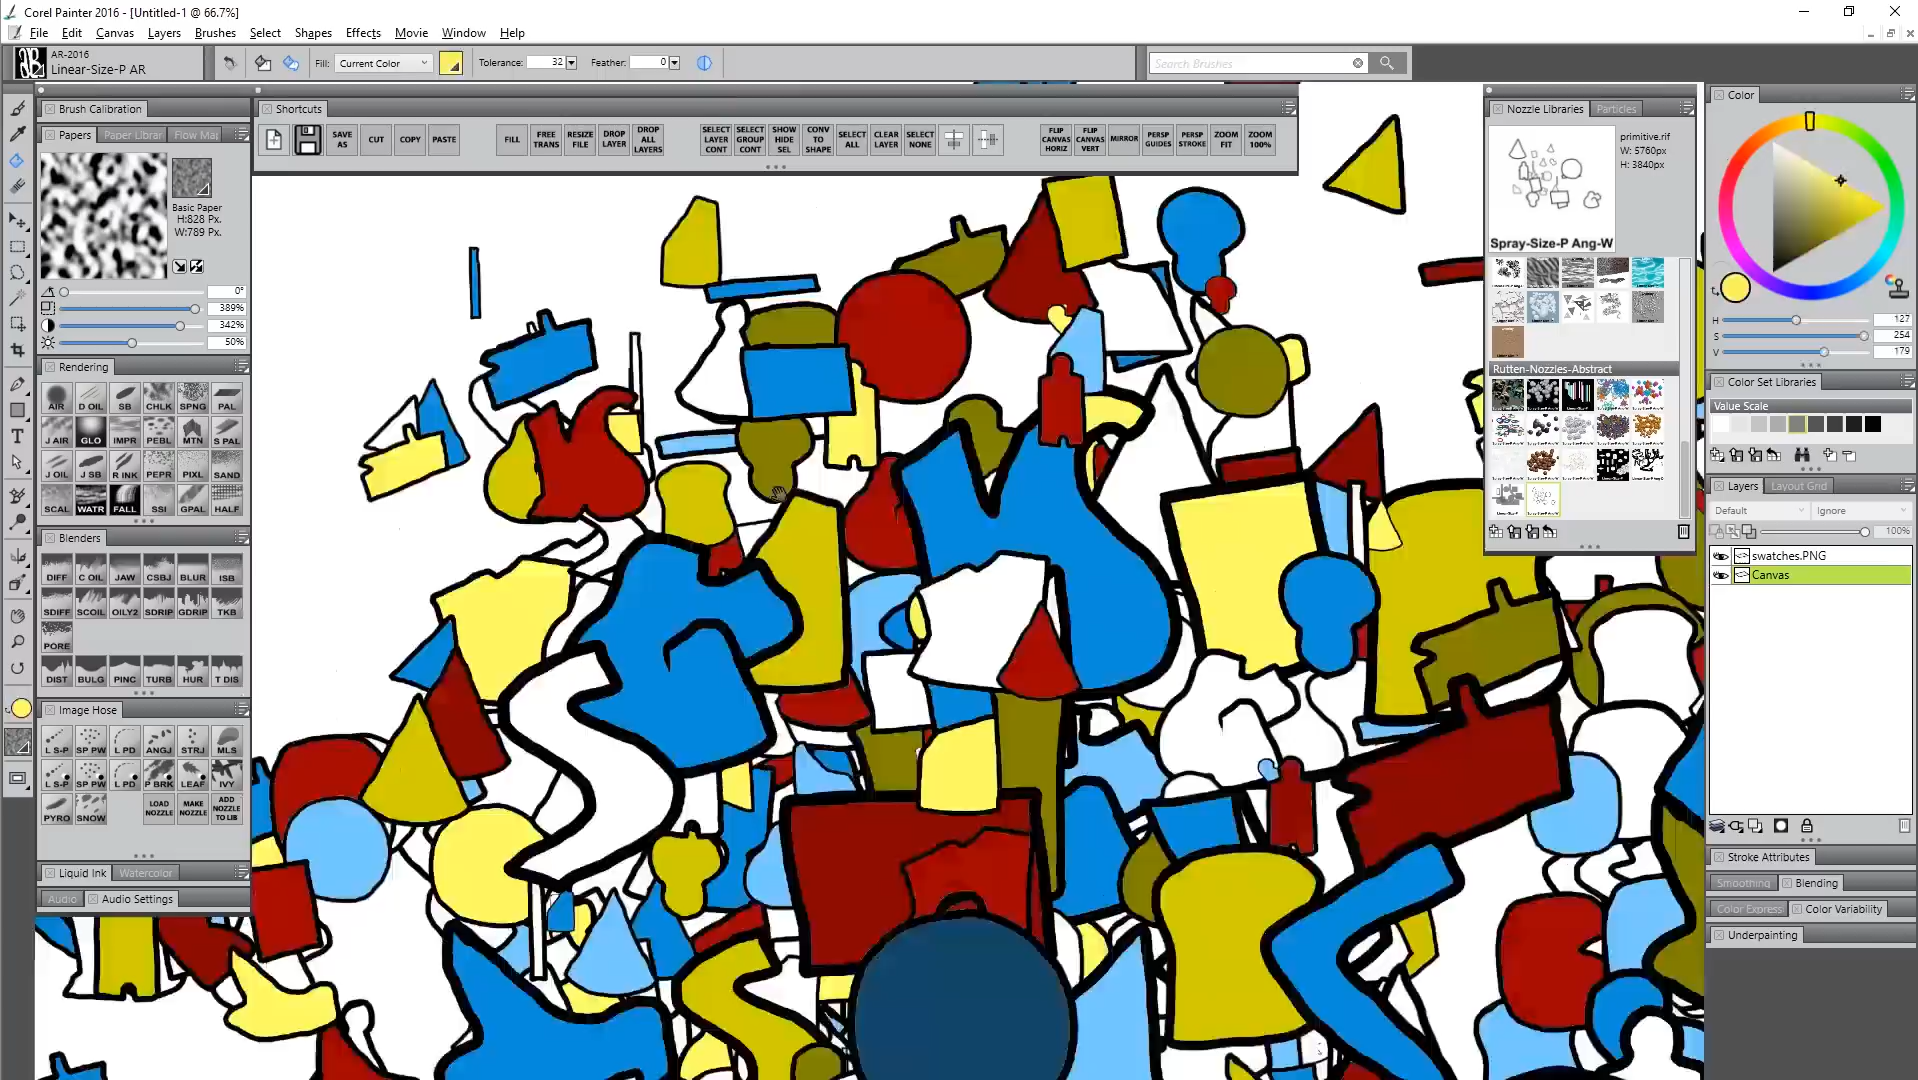 Corel Painter 2016 - [Untitled-1 @ 66.7%]
File Edit Canvas Layers Brushes Select Shapes Effects Movie Window Help
AR-2016
Linear-Size-P AR
Fill: Current Color Tolerance: 32 Feather: 0
Search Brushes
Brush Calibration
Papers Paper Librar Flow Ma
Basic Paper
H:828 Px.
W:789 Px.
0°
389%
342%
50%
Rendering
AIR D OIL SB CHLK SPNG PAL
J AIR GLO IMPR PEBL MTN S PAL
J OIL J SB R INK PEPR PIXL SAND
SCAL WATR FALL SSI GPAL HALF
Blenders
DIFF C OIL JAW CSBJ BLUR ISB
SDIFF SCOIL OILY2 SDRIP GDRIP TKB
PORE
DIST BULG PINC TURB HUR T DIS
Image Hose
L S-P SP PW L PD ANGJ STRJ MLS
L S-P SP PW L PD P BRK LEAF IVY
PYRO SNOW LOAD NOZZLE MAKE NOZZLE ADD NOZZLE TO LIB
Liquid Ink Watercolor
Audio Audio Settings
Shortcuts
SAVE AS CUT COPY PASTE FILL FREE TRANS RESIZE FILE DROP LAYER DROP ALL LAYERS SELECT LAYER CONT SELECT GROUP CONT SHOW HIDE SEL CONV TO SHAPE SELECT ALL CLEAR LAYER SELECT NONE FLIP CANVAS HORIZ FLIP CANVAS VERT MIRROR PERSP GUIDES PERSP STROKE ZOOM FIT ZOOM 100%
Nozzle Libraries Particles
primitive.rif
W: 5760px
H: 3840px
Spray-Size-P Ang-W
Rutten-Nozzles-Abstract
Color
H 127
S 254
V 179
Color Set Libraries
Value Scale
Layers Layout Grid
Default Ignore
100%
swatches.PNG
Canvas
Stroke Attributes
Smoothing Blending
Color Express Color Variability
Underpainting